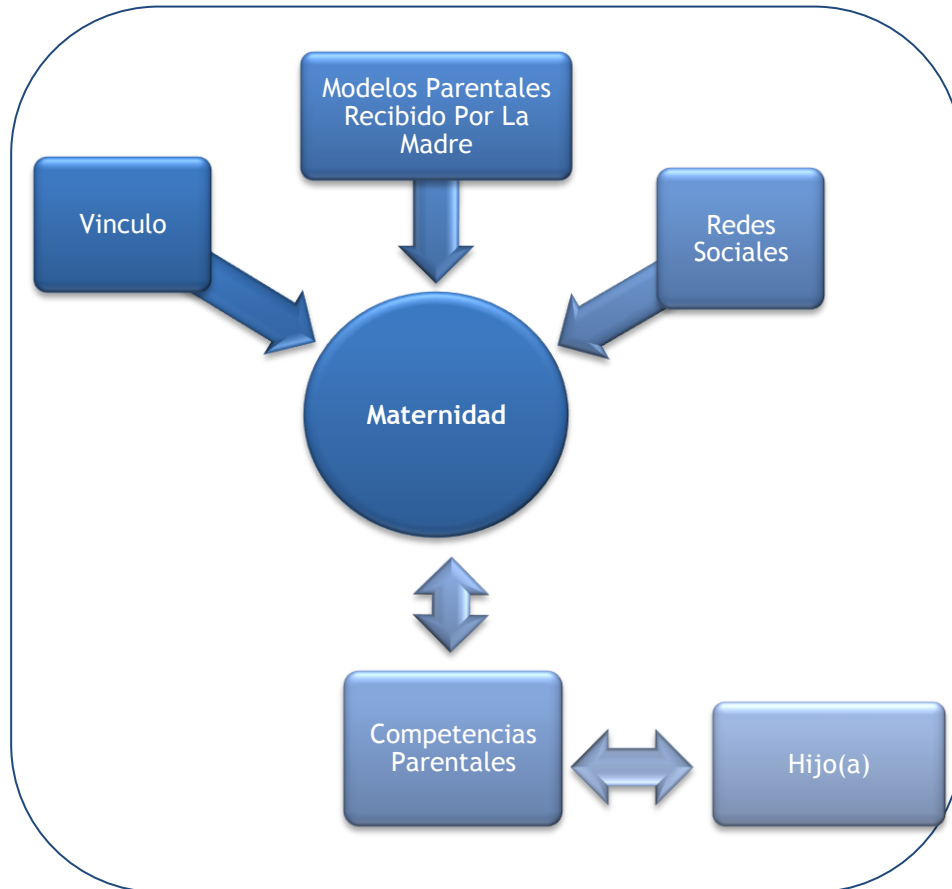 Modelos Parentales
Recibido Por La
Madre
Vinculo
Redes
Sociales
Maternidad
Competencias
Parentales
Hijo(a)